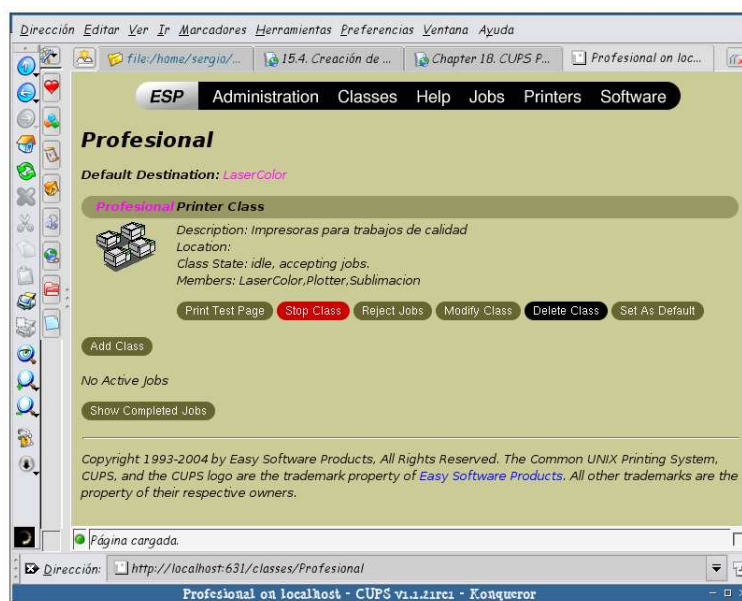 Dirección Editar Ver Ir Marcadores Herramientas Preferencias Ventana Ayuda
file:/home/sergio/... 15.4. Creación de ... Chapter 18. CUPS P... Profesional on loc...
ESP Administration Classes Help Jobs Printers Software
Profesional
Default Destination: LaserColor
Profesional Printer Class
Description: Impresoras para trabajos de calidad
Location:
Class State: idle, accepting jobs.
Members: LaserColor,Plotter,Sublimacion
Print Test Page Stop Class Reject Jobs Modify Class Delete Class Set As Default
Add Class
No Active Jobs
Show Completed Jobs
Copyright 1993-2004 by Easy Software Products, All Rights Reserved. The Common UNIX Printing System,
CUPS, and the CUPS logo are the trademark property of Easy Software Products. All other trademarks are the
property of their respective owners.
Página cargada.
Dirección: http://localhost:631/classes/Profesional
Profesional on localhost - CUPS v1.1.21rc1 - Konqueror